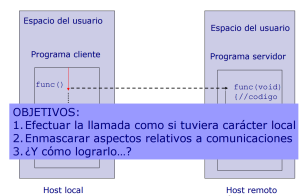 Espacio del usuario
Espacio del usuario
Programa cliente
Programa servidor
func()
func(void)
{//codigo
OBJETIVOS:
1. Efectuar la llamada como si tuviera carácter local
2. Enmascarar aspectos relativos a comunicaciones
3. ¿Y cómo lograrlo...?
Host local
Host remoto